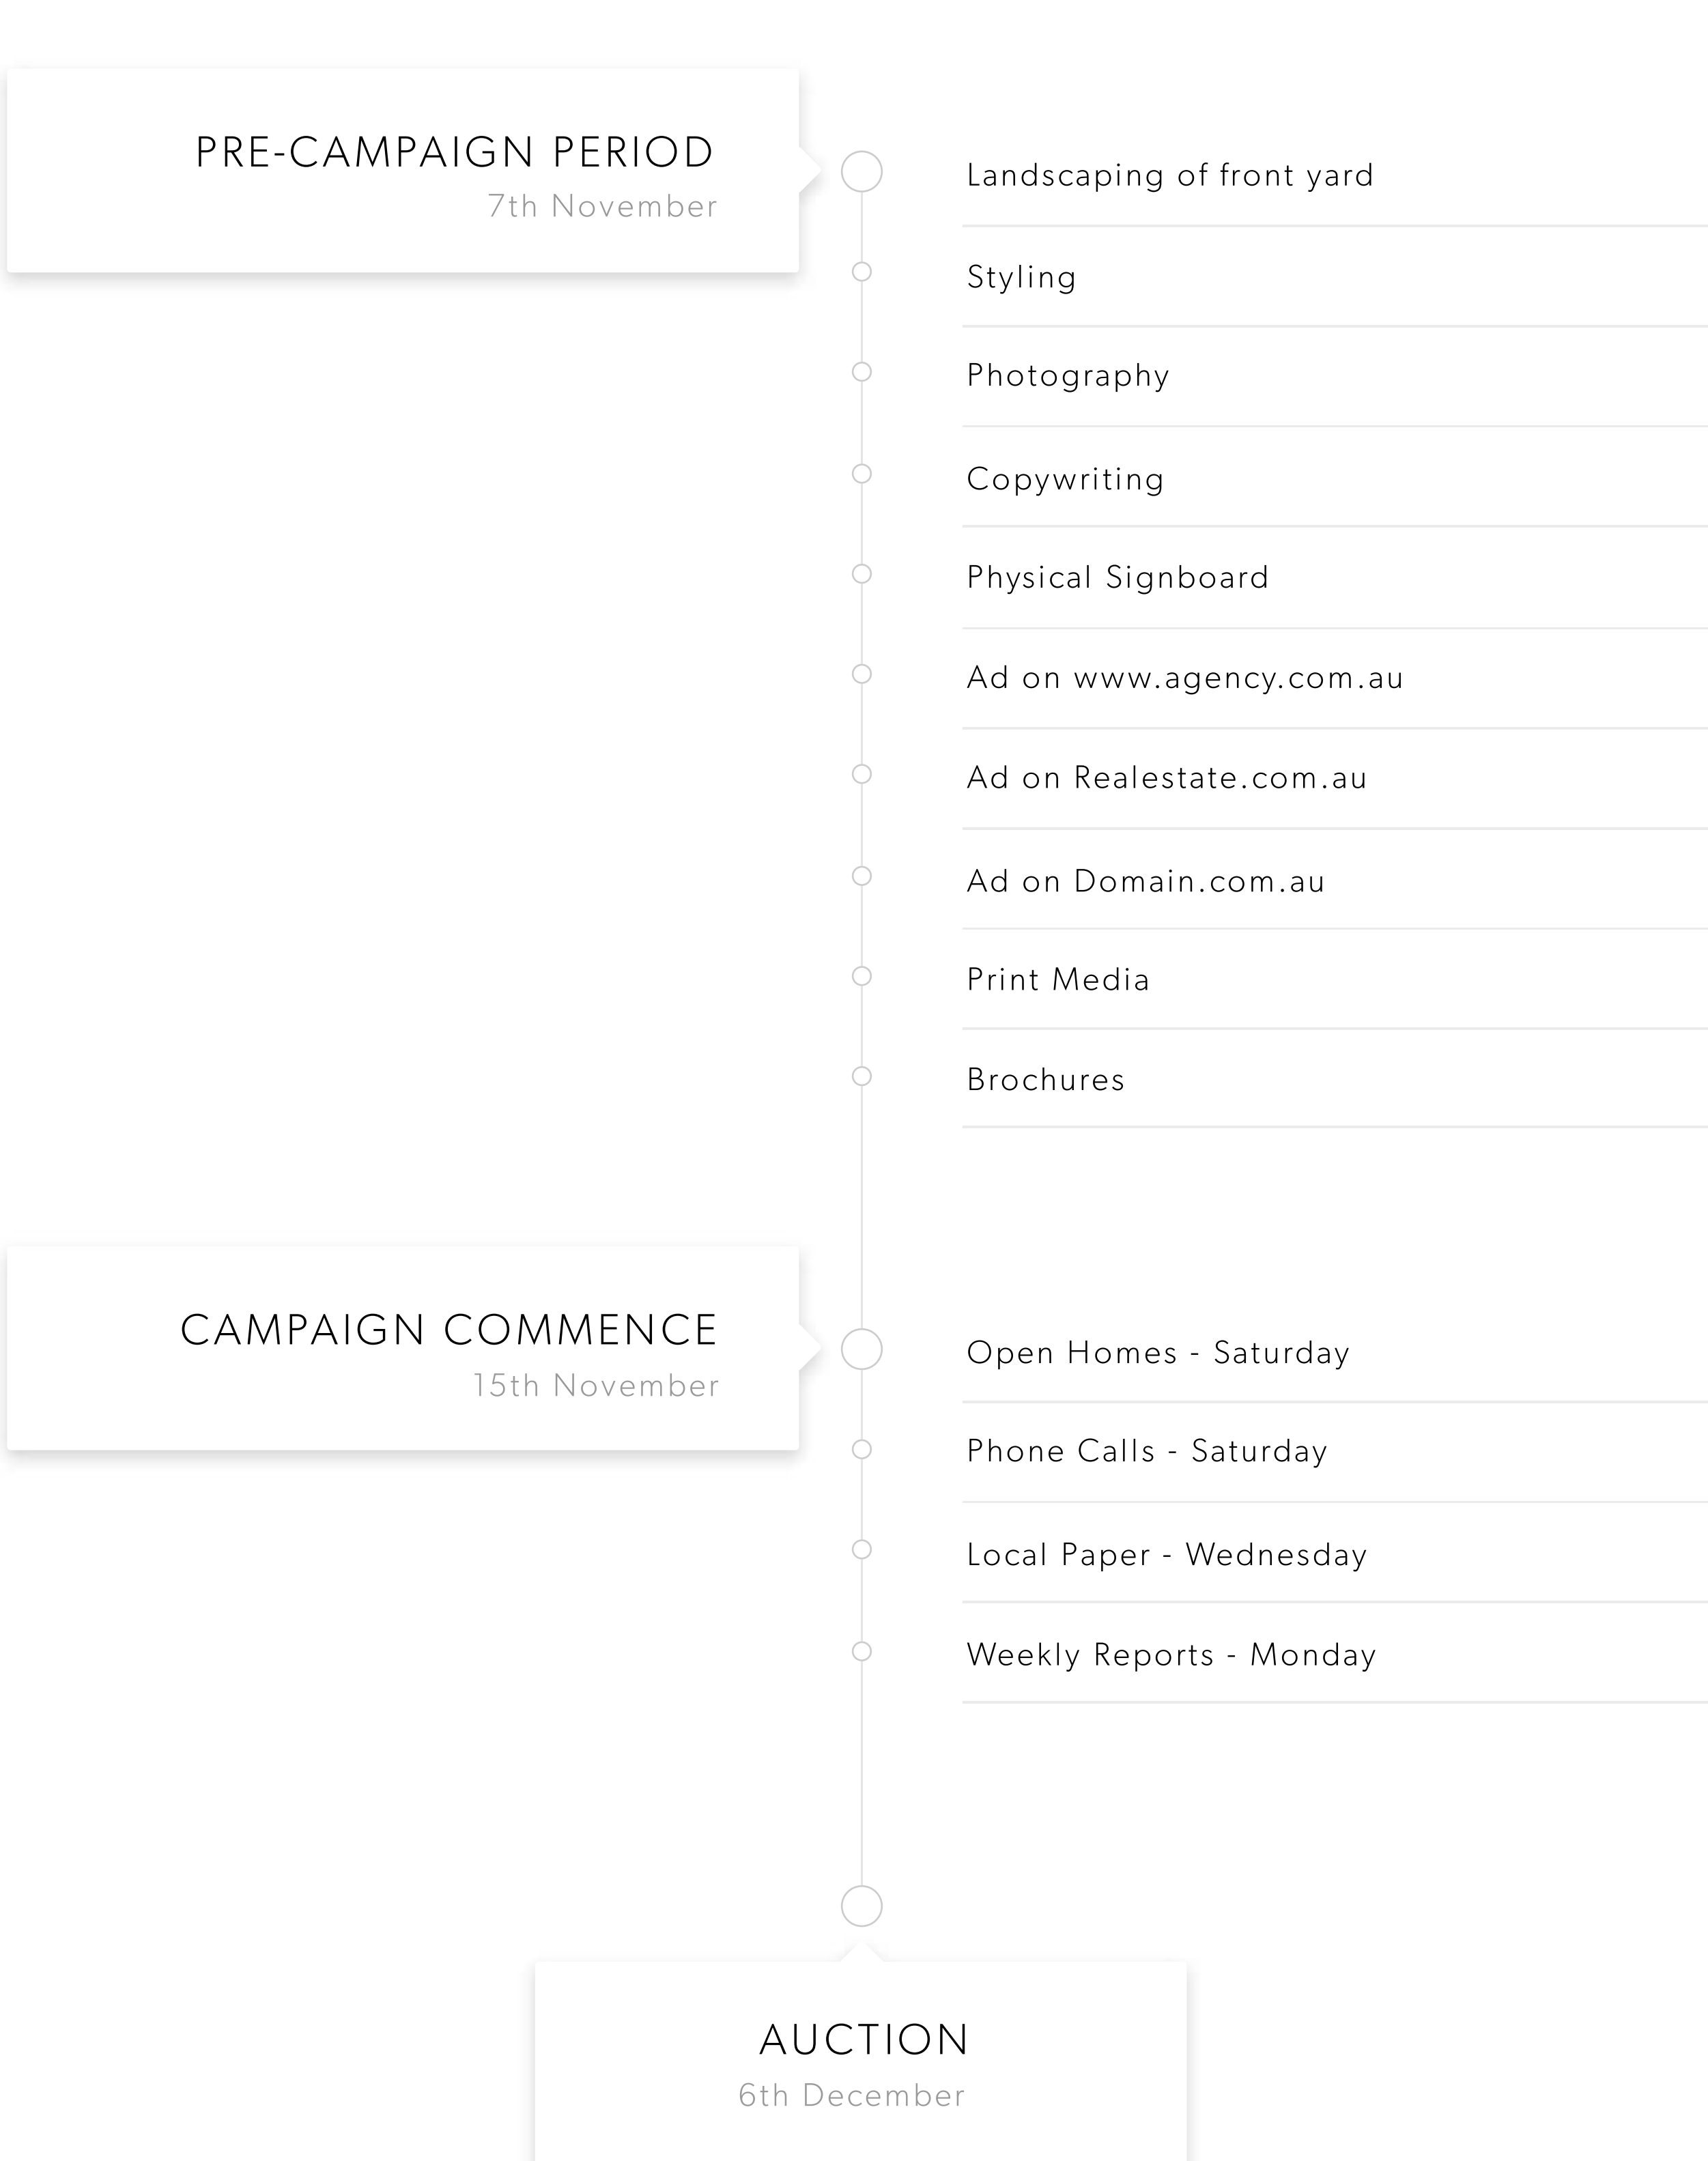 PRE-CAMPAIGN PERIOD
7th November
Landscaping of front yard
Styling
Photography
Copywriting
Physical Signboard
Ad on www.agency.com.au
Ad on Realestate.com.au
Ad on Domain.com.au
Print Media
Brochures
CAMPAIGN COMMENCE
15th November
Open Homes - Saturday
Phone Calls - Saturday
Local Paper - Wednesday
Weekly Reports - Monday
AUCTION
6th December